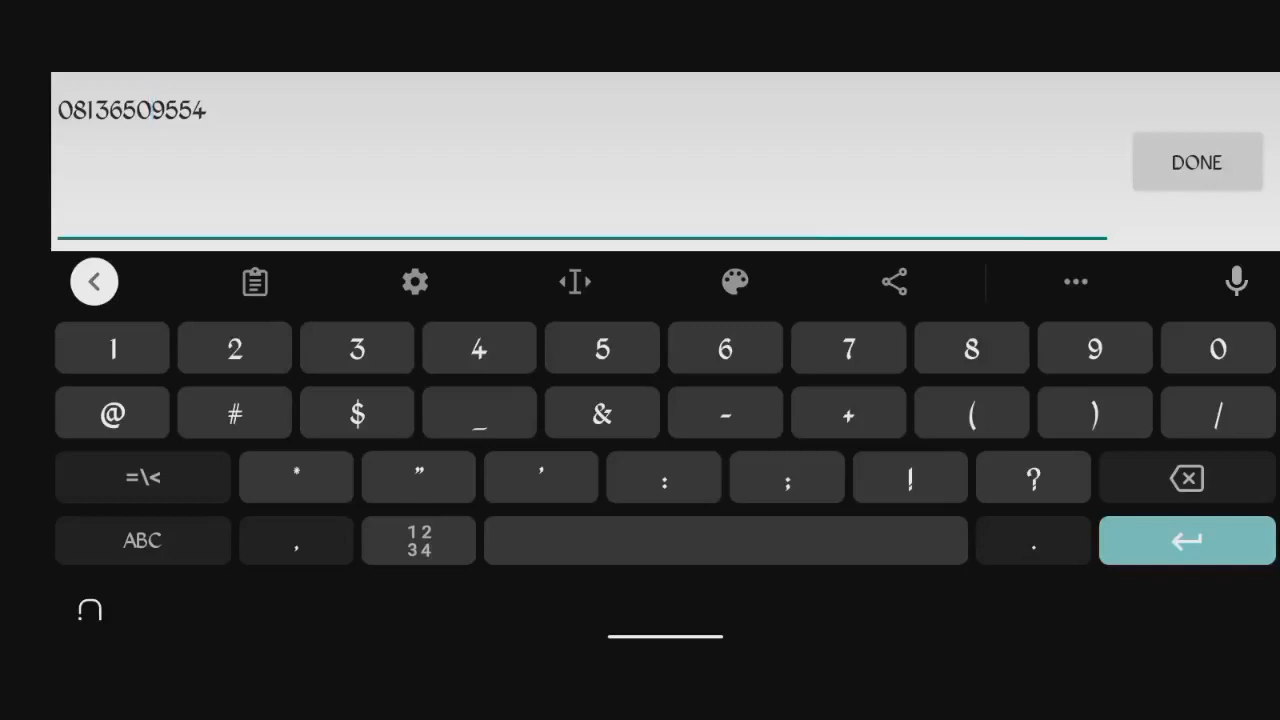 08136509554
DONE
1 2 3 4 5 6 7 8 9 0
@ # $ _ & - + ( ) /
=\< * " ' : ; ! ?
ABC , 12 34 .